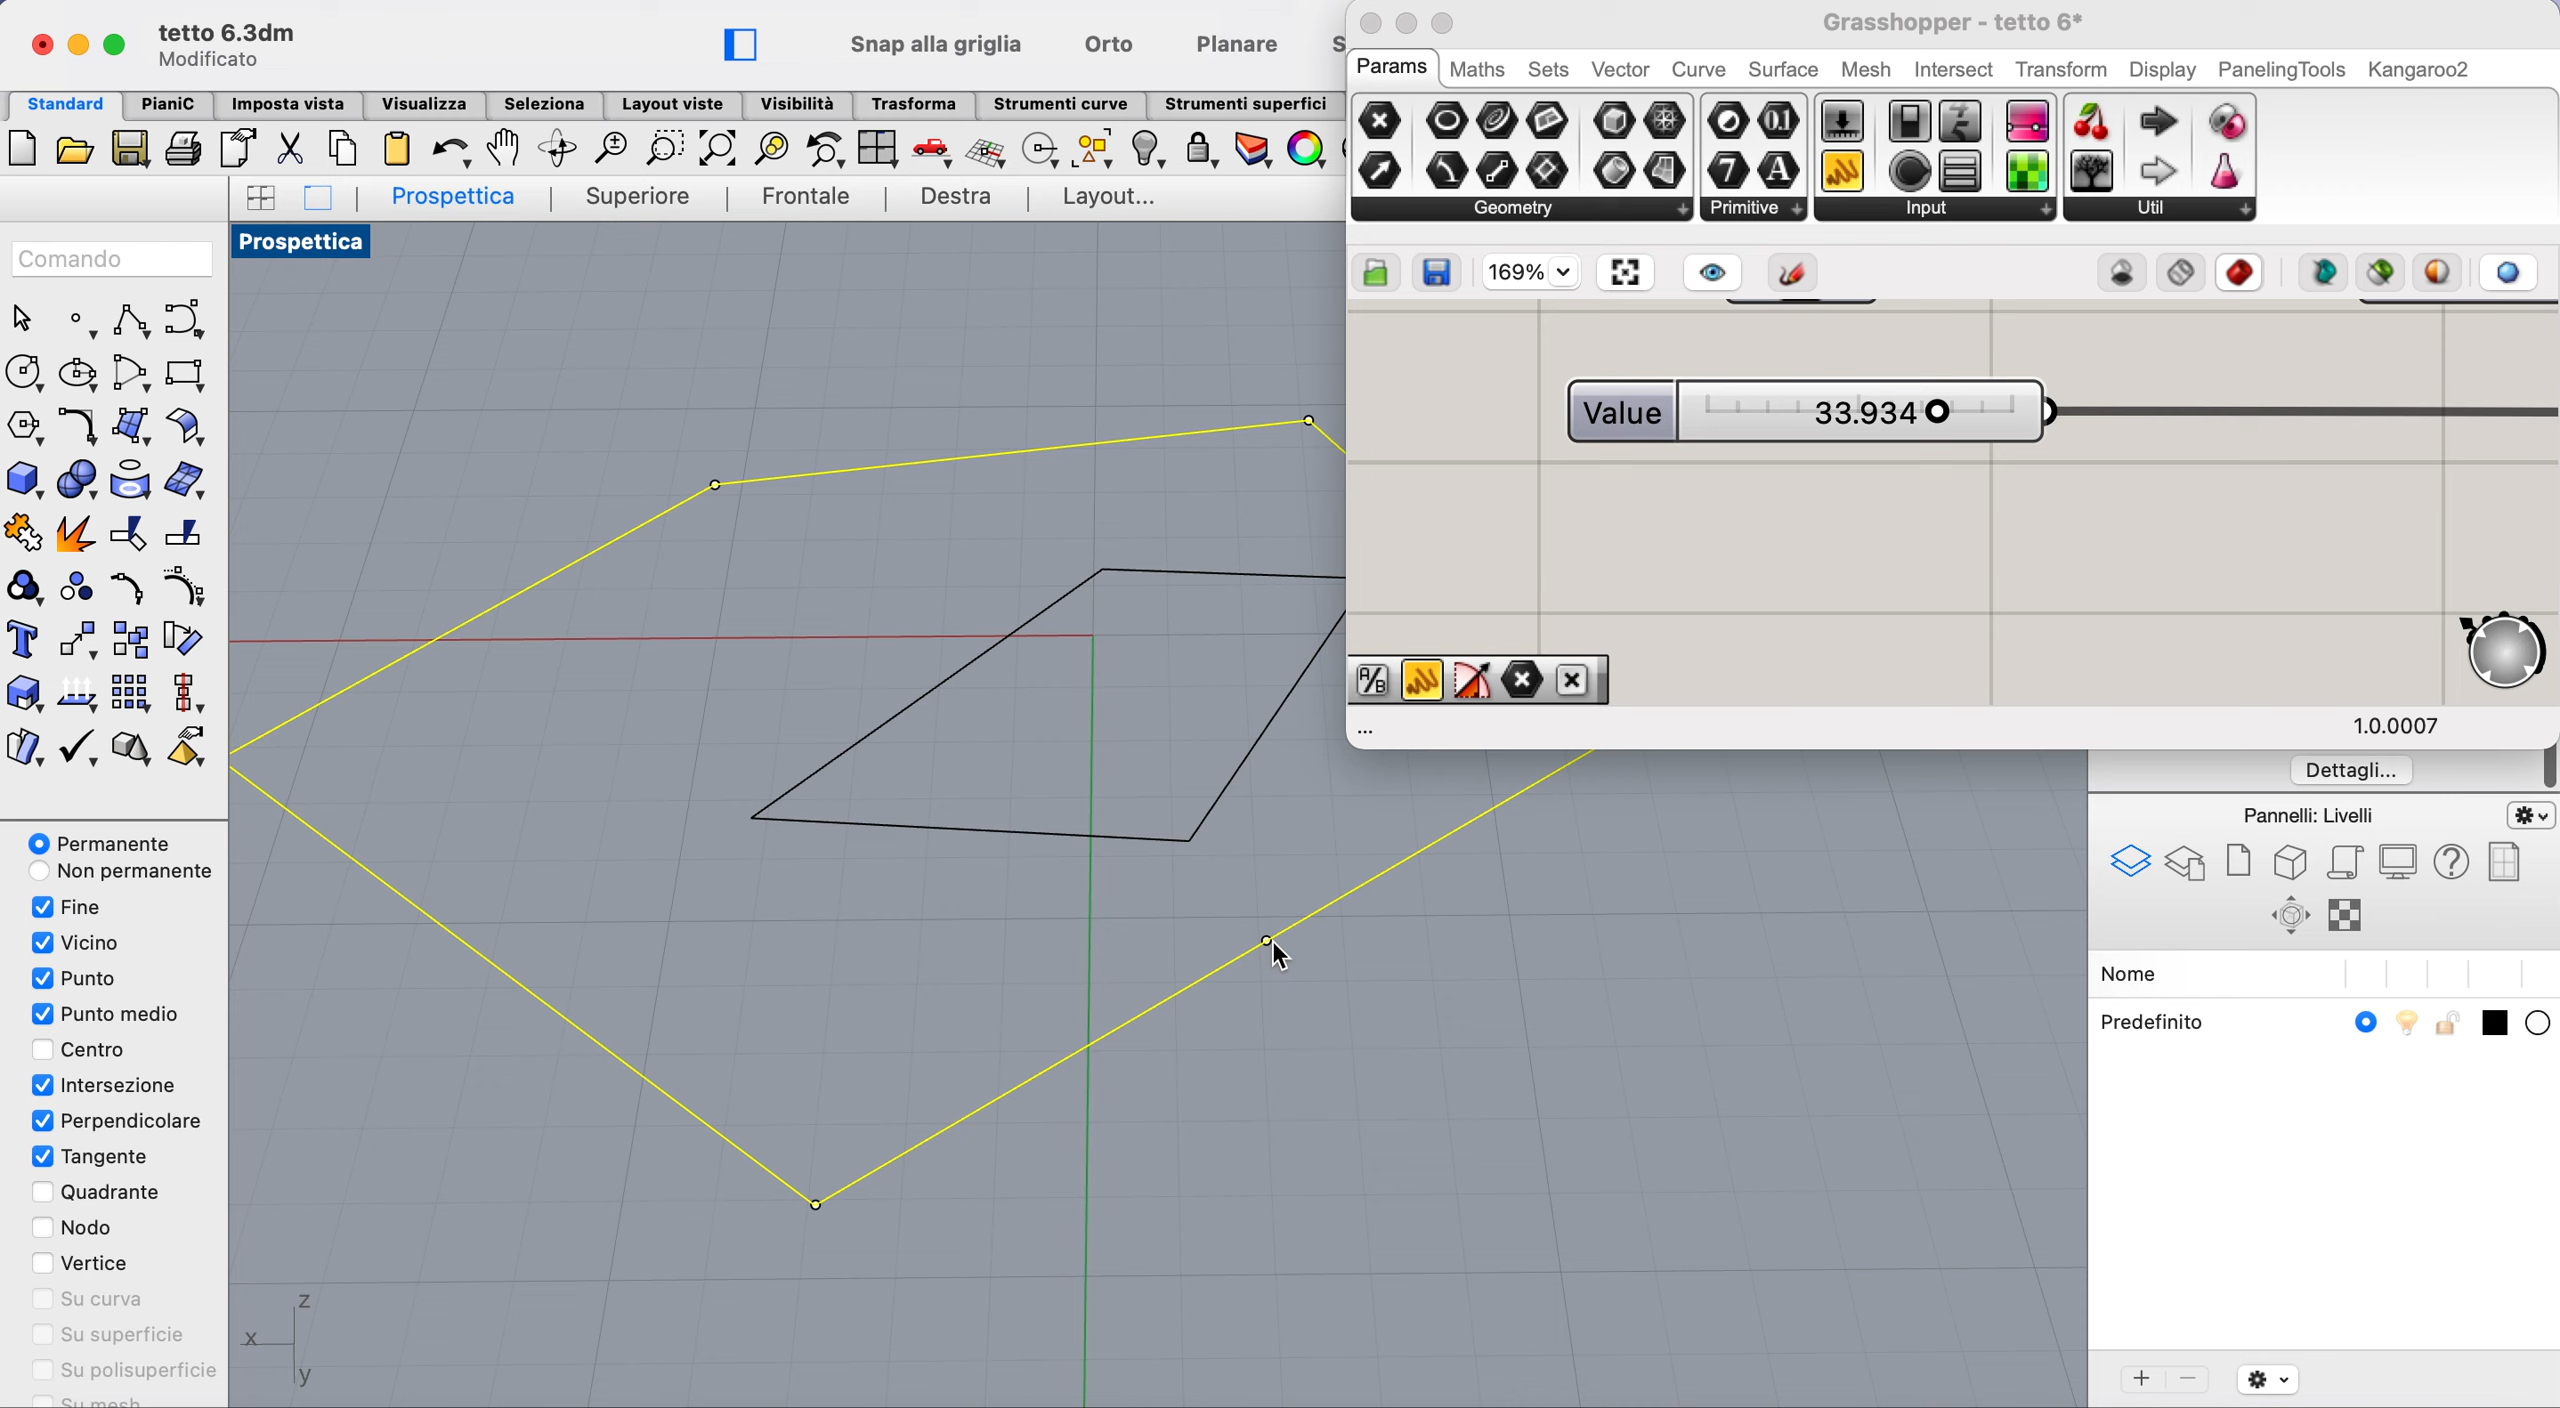 tetto 6.3dm
Modificato
Snap alla griglia Orto Planare S
Grasshopper - tetto 6*
Params Maths Sets Vector Curve Surface Mesh Intersect Transform Display PanelingTools Kangaroo2
Standard PianiC Imposta vista Visualizza Seleziona Layout viste Visibilità Trasforma Strumenti curve Strumenti superfici
Geometry Primitive Input Util
Prospettica Superiore Frontale Destra Layout...
Prospettica
Comando
169%
Value 33.934
...
1.0.0007
Dettagli...
Pannelli: Livelli
Nome
Predefinito
Permanente
Non permanente
Fine
Vicino
Punto
Punto medio
Centro
Intersezione
Perpendicolare
Tangente
Quadrante
Nodo
Vertice
Su curva
Su superficie
Su polisuperficie
Su mesh
z
x
y